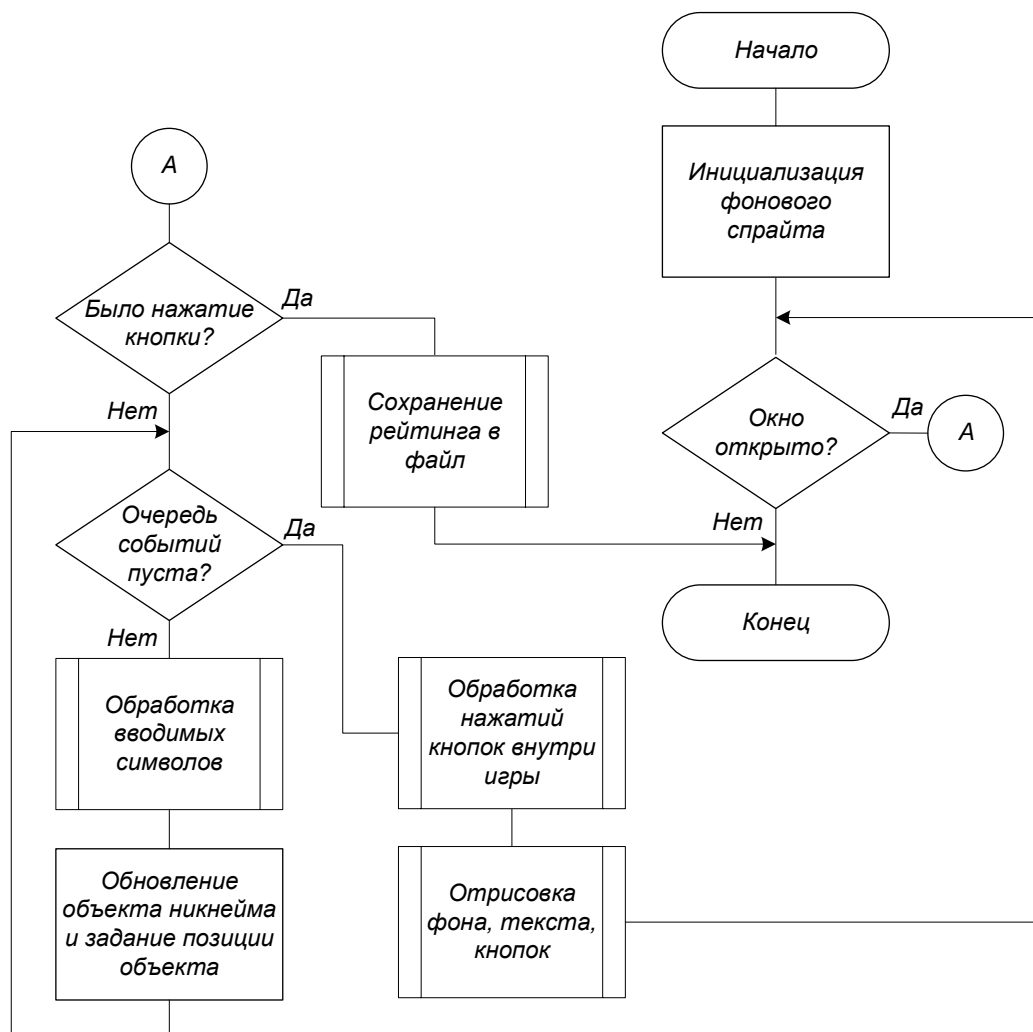 Начало
Инициализация
фонового
спрайта
Окно
открыто?
Да
А
Нет
Конец
А
Было нажатие
кнопки?
Да
Нет
Сохранение
рейтинга в
файл
Очередь
событий
пуста?
Да
Нет
Обработка
вводимых
символов
Обновление
объекта никнейма
и задание позиции
объекта
Обработка
нажатий
кнопок внутри
игры
Отрисовка
фона, текста,
кнопок